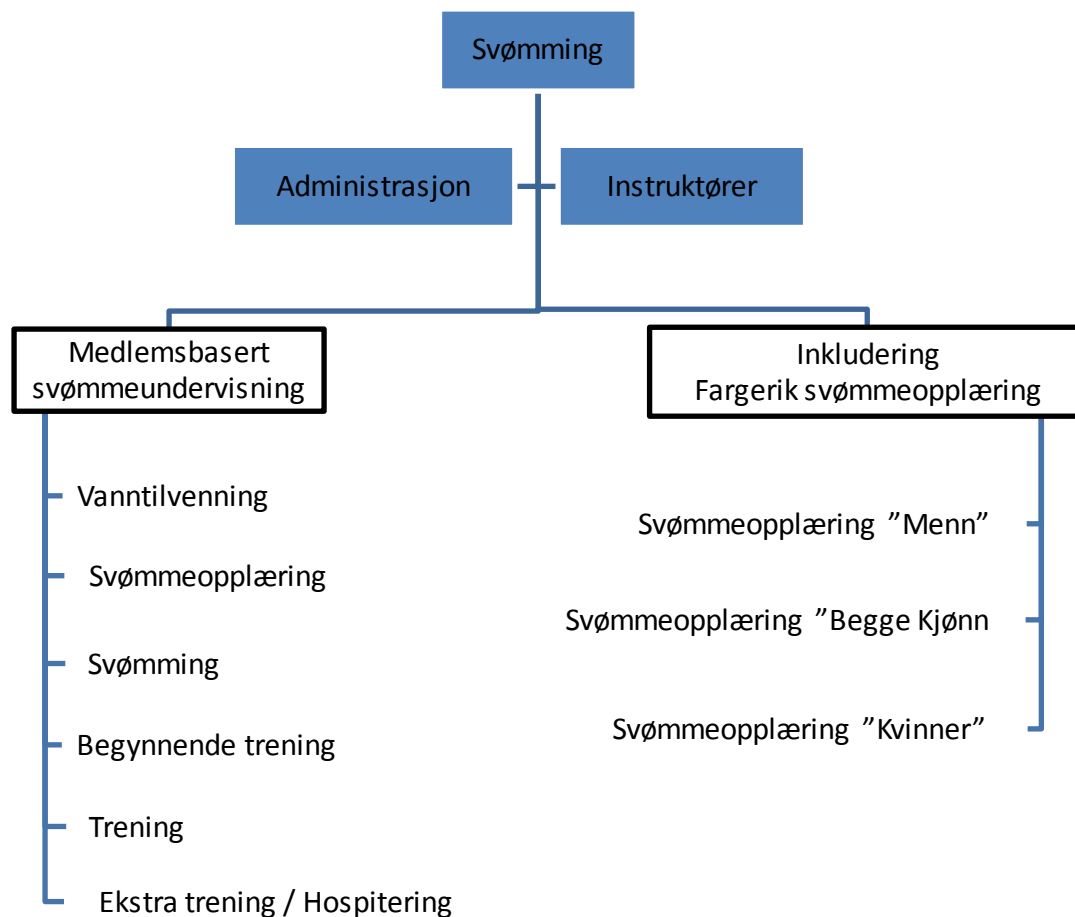 Svømming
Administrasjon
Instruktører
Medlemsbasert
svømmeundervisning
Vanntilvenning
Svømmeopplæring
Svømming
Begynnende trening
Trening
Ekstra trening / Hospitering
Inkludering
Fargerik svømmeopplæring
Svømmeopplæring ”Menn”
Svømmeopplæring ”Begge Kjønn
Svømmeopplæring ”Kvinner”